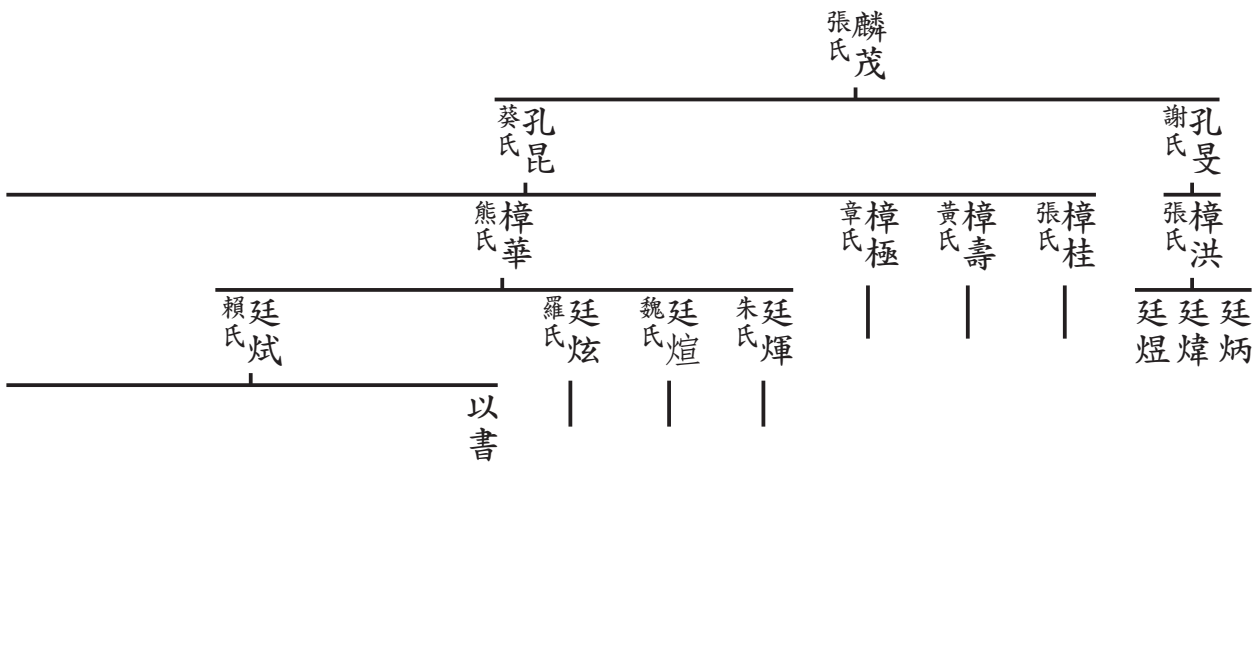 麟茂
張氏
孔旻
謝氏
孔昆
葵氏
樟洪
張氏
樟桂
張氏
樟壽
黃氏
樟極
章氏
樟華
熊氏
廷炳
廷煒
廷煜
廷煇
朱氏
廷煊
魏氏
廷炫
羅氏
廷烒
賴氏
以書